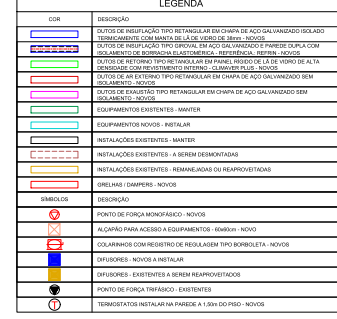 LEGENDA
COR DESCRIÇÃO
DUTOS DE INSUFLAÇÃO TIPO RETANGULAR EM CHAPA DE AÇO GALVANIZADO ISOLADO
TERMICAMENTE COM MANTA DE LÃ DE VIDRO DE 38mm - NOVOS
DUTOS DE INSUFLAÇÃO TIPO GIROVAL EM AÇO GALVANIZADO E PAREDE DUPLA COM
ISOLAMENTO DE BORRACHA ELASTOMÉRICA - REFERÊNCIA.: REFRIN - NOVOS
DUTOS DE RETORNO TIPO RETANGULAR EM PAINEL RÍGIDO DE LÃ DE VIDRO DE ALTA
DENSIDADE COM REVISTIMENTO INTERNO - CLIMAVER PLUS - NOVOS
DUTOS DE AR EXTERNO TIPO RETANGULAR EM CHAPA DE AÇO GALVANIZADO SEM
ISOLAMENTO - NOVOS
DUTOS DE EXAUSTÃO TIPO RETANGULAR EM CHAPA DE AÇO GALVANIZADO SEM
ISOLAMENTO - NOVOS
EQUIPAMENTOS EXISTENTES - MANTER
EQUIPAMENTOS NOVOS - INSTALAR
INSTALAÇÕES EXISTENTES - MANTER
INSTALAÇÕES EXISTENTES - A SEREM DESMONTADAS
INSTALAÇÕES EXISTENTES - REMANEJADAS OU REAPROVEITADAS
GRELHAS / DAMPERS - NOVOS
SÍMBOLOS DESCRIÇÃO
PONTO DE FORÇA MONOFÁSICO - NOVOS
ALÇAPÃO PARA ACESSO A EQUIPAMENTOS - 60x60cm - NOVO
COLARINHOS COM REGISTRO DE REGULAGEM TIPO BORBOLETA - NOVOS
DIFUSORES - NOVOS A INSTALAR
DIFUSORES - EXISTENTES A SEREM REAPROVEITADOS
PONTO DE FORÇA TRIFÁSICO - EXISTENTES
T TERMOSTATOS INSTALAR NA PAREDE A 1,50m DO PISO - NOVOS